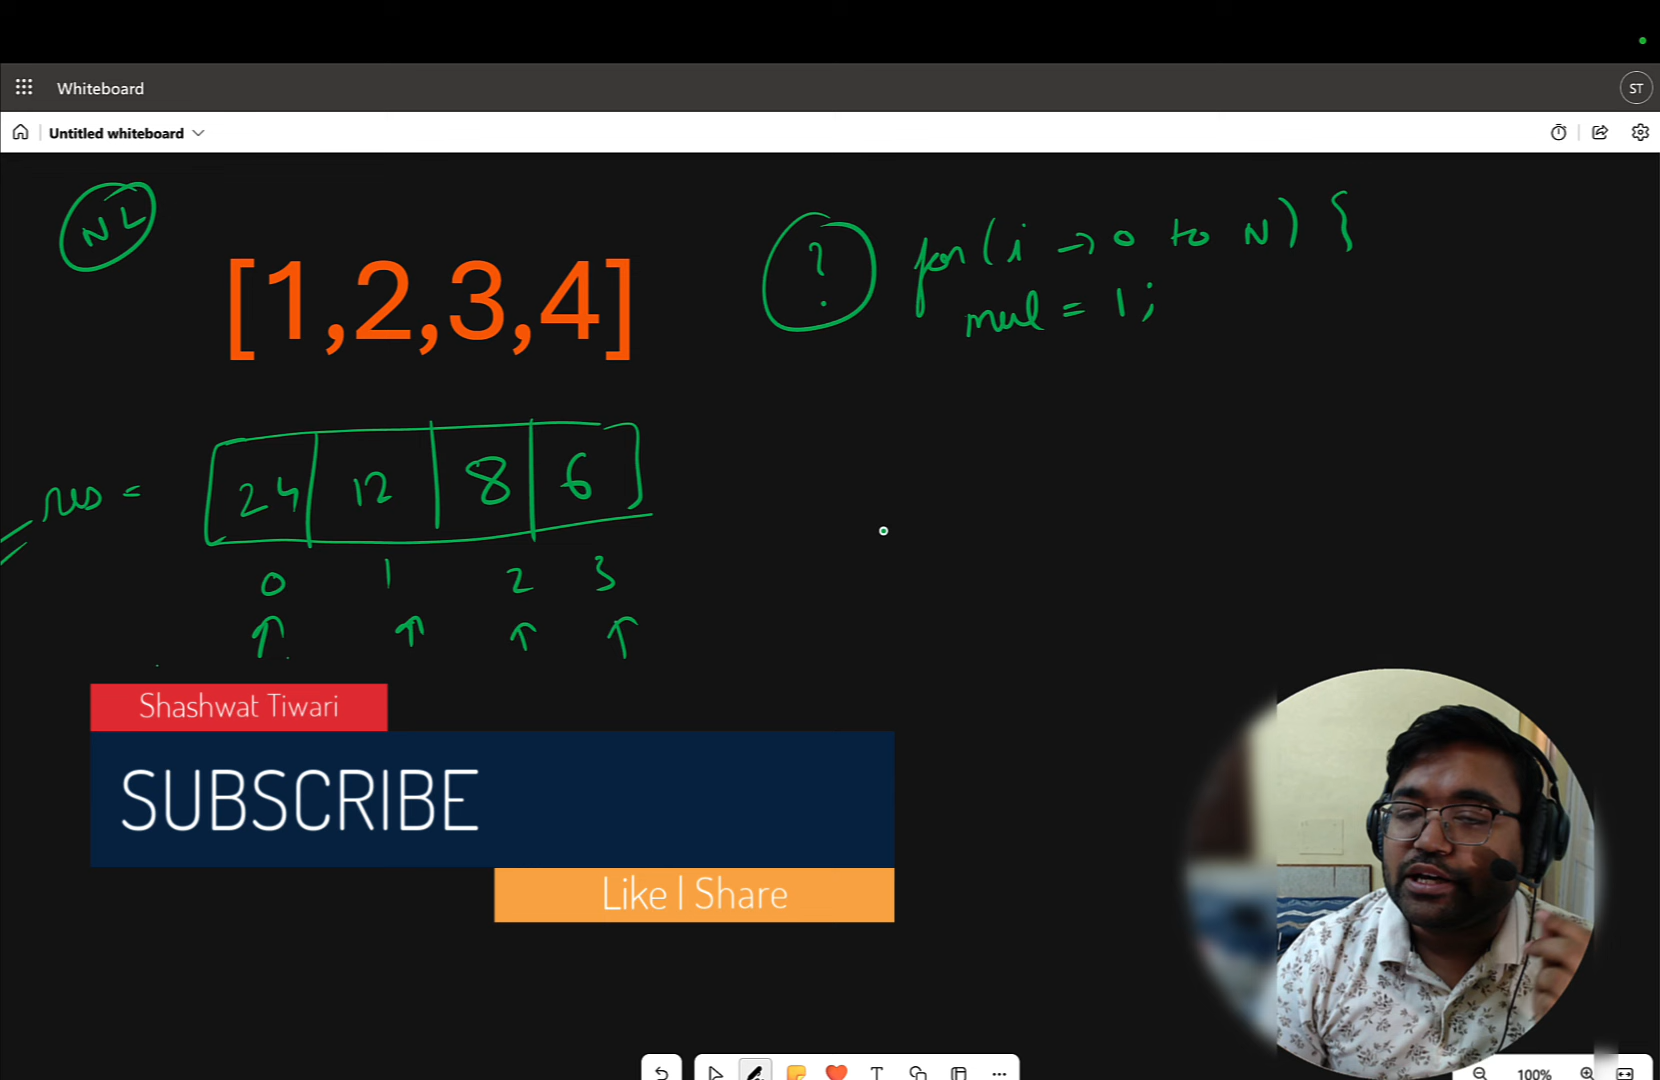 Whiteboard
ST
Untitled whiteboard
NL
[1,2,3,4]
? for(i → 0 to N) {
mul = 1;
res = [24 12 8 6]
0 1 2 3
↑ ↑ ↑ ↑
Shashwat Tiwari
SUBSCRIBE
Like | Share
T
100%